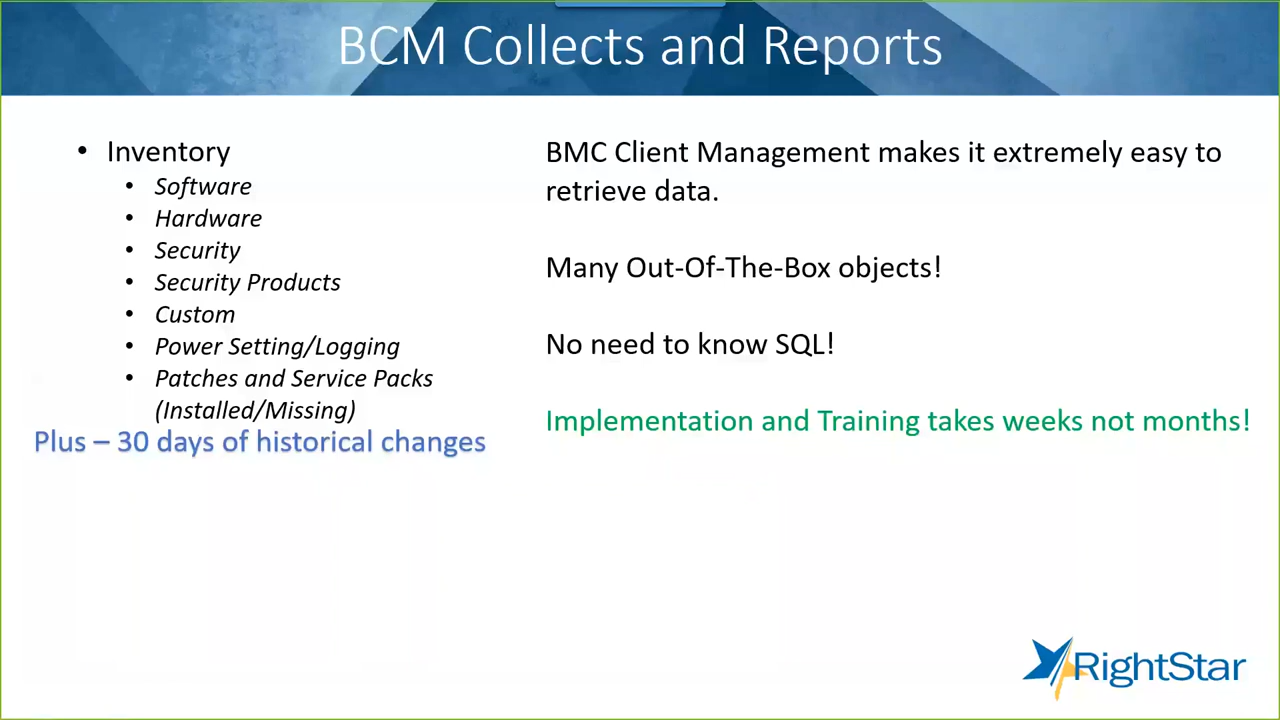 BCM Collects and Reports
• Inventory
• Software
• Hardware
• Security
• Security Products
• Custom
• Power Setting/Logging
• Patches and Service Packs
(Installed/Missing)
Plus – 30 days of historical changes
BMC Client Management makes it extremely easy to
retrieve data.
Many Out-Of-The-Box objects!
No need to know SQL!
Implementation and Training takes weeks not months!
RightStar